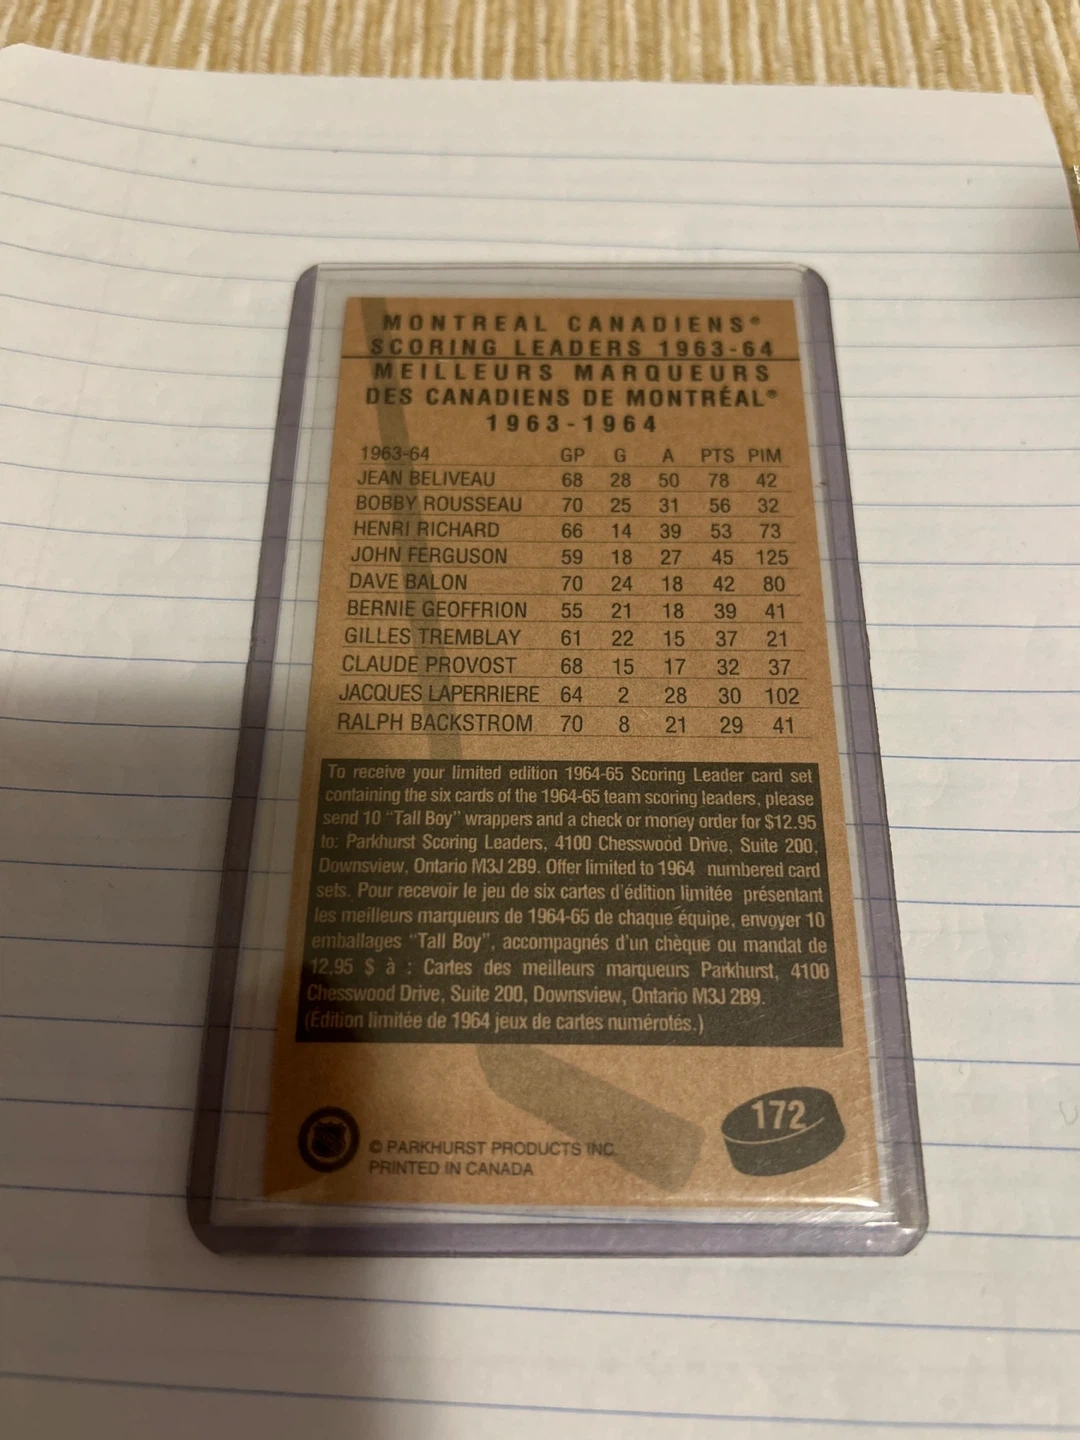 MONTREAL CANADIENS®
SCORING LEADERS 1963-64
MEILLEURS MARQUEURS
DES CANADIENS DE MONTRÉAL®
1963-1964
1963-64 GP G A PTS PIM
JEAN BELIVEAU 68 28 50 78 42
BOBBY ROUSSEAU 70 25 31 56 32
HENRI RICHARD 66 14 39 53 73
JOHN FERGUSON 59 18 27 45 125
DAVE BALON 70 24 18 42 80
BERNIE GEOFFRION 55 21 18 39 41
GILLES TREMBLAY 61 22 15 37 21
CLAUDE PROVOST 68 15 17 32 37
JACQUES LAPERRIERE 64 2 28 30 102
RALPH BACKSTROM 70 8 21 29 41
To receive your limited edition 1964-65 Scoring Leader card set
containing the six cards of the 1964-65 team scoring leaders, please
send 10 “Tall Boy” wrappers and a check or money order for $12.95
to: Parkhurst Scoring Leaders, 4100 Chesswood Drive, Suite 200,
Downsview, Ontario M3J 2B9. Offer limited to 1964 numbered card
sets. Pour recevoir le jeu de six cartes d'édition limitée présentant
les meilleurs marqueurs de 1964-65 de chaque équipe, envoyer 10
emballages “Tall Boy”, accompagnés d'un chèque ou mandat de
12,95 $ à : Cartes des meilleurs marqueurs Parkhurst, 4100
Chesswood Drive, Suite 200, Downsview, Ontario M3J 2B9.
(Édition limitée de 1964 jeux de cartes numérotés.)
172
© PARKHURST PRODUCTS INC.
PRINTED IN CANADA